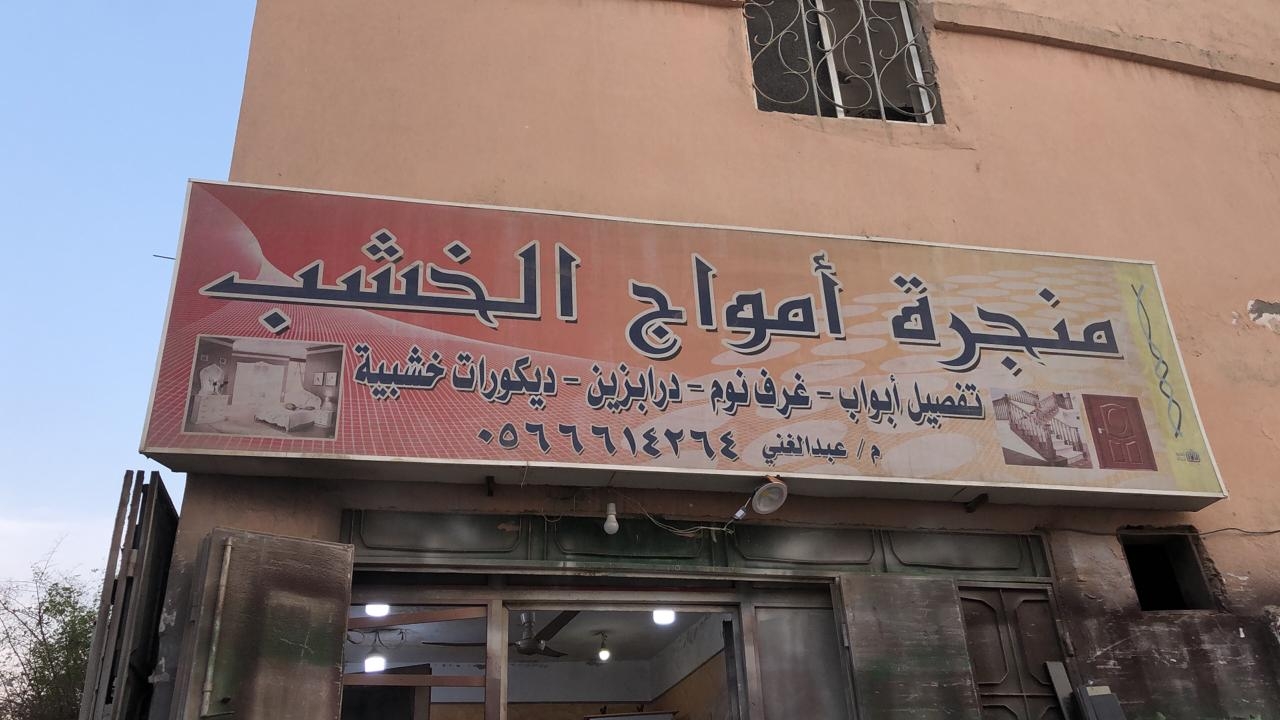 منجرة أمواج الخشب
تفصيل أبواب - غرف نوم - درابزين - ديكورات خشبية
م / عبدالغني ٠٥٦٦٦١٤٢٦٤